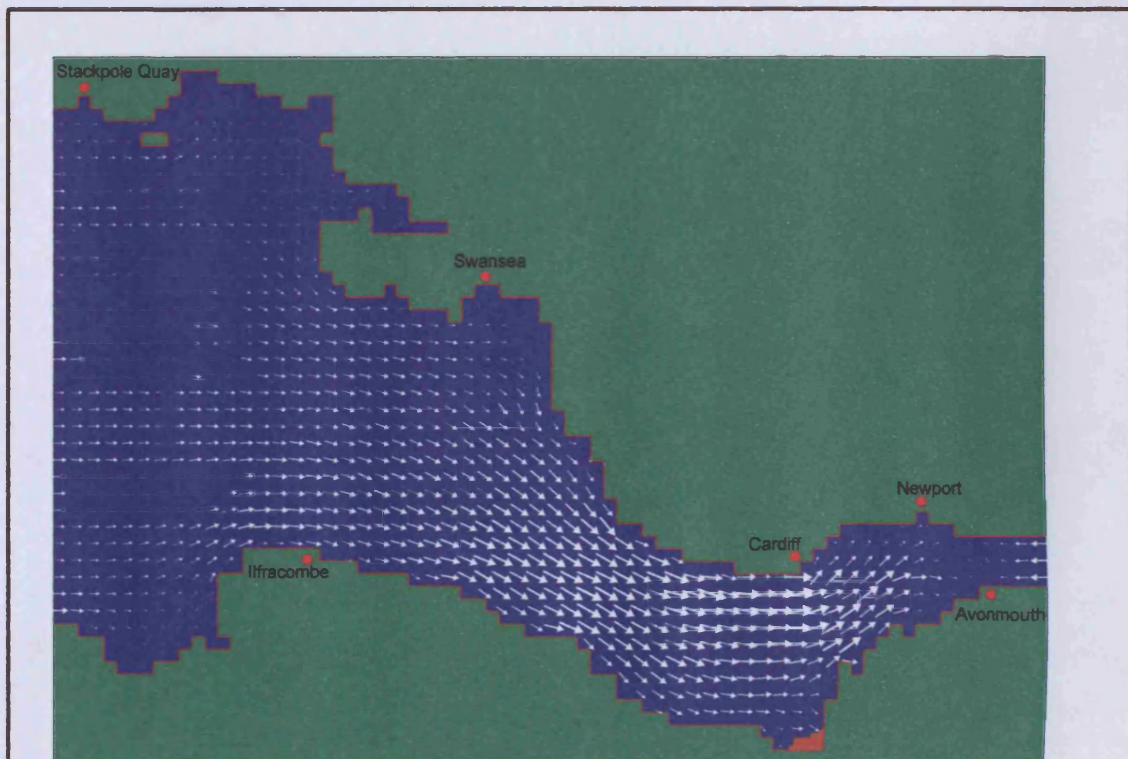 Stackpole Quay
Swansea
Newport
Cardiff
Ilfracombe
Avonmouth